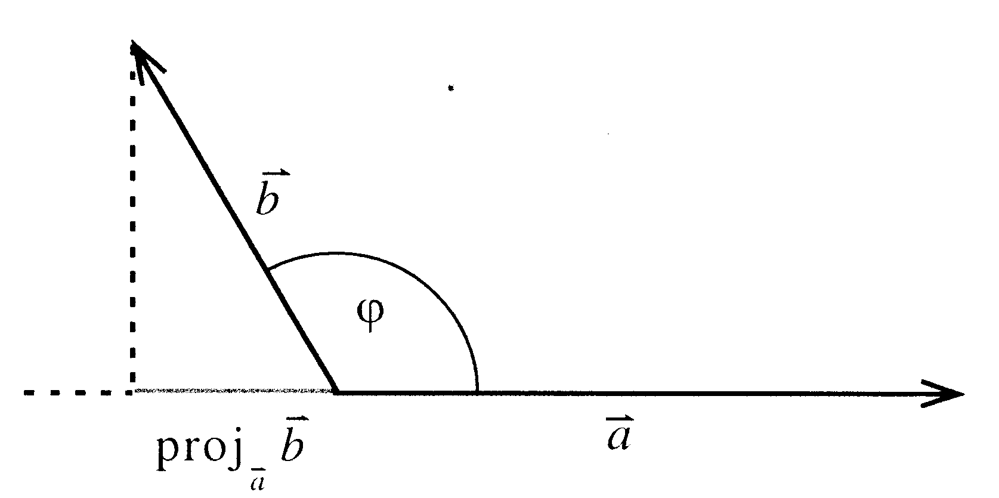 b⃗
φ
proj_a⃗ b⃗
a⃗